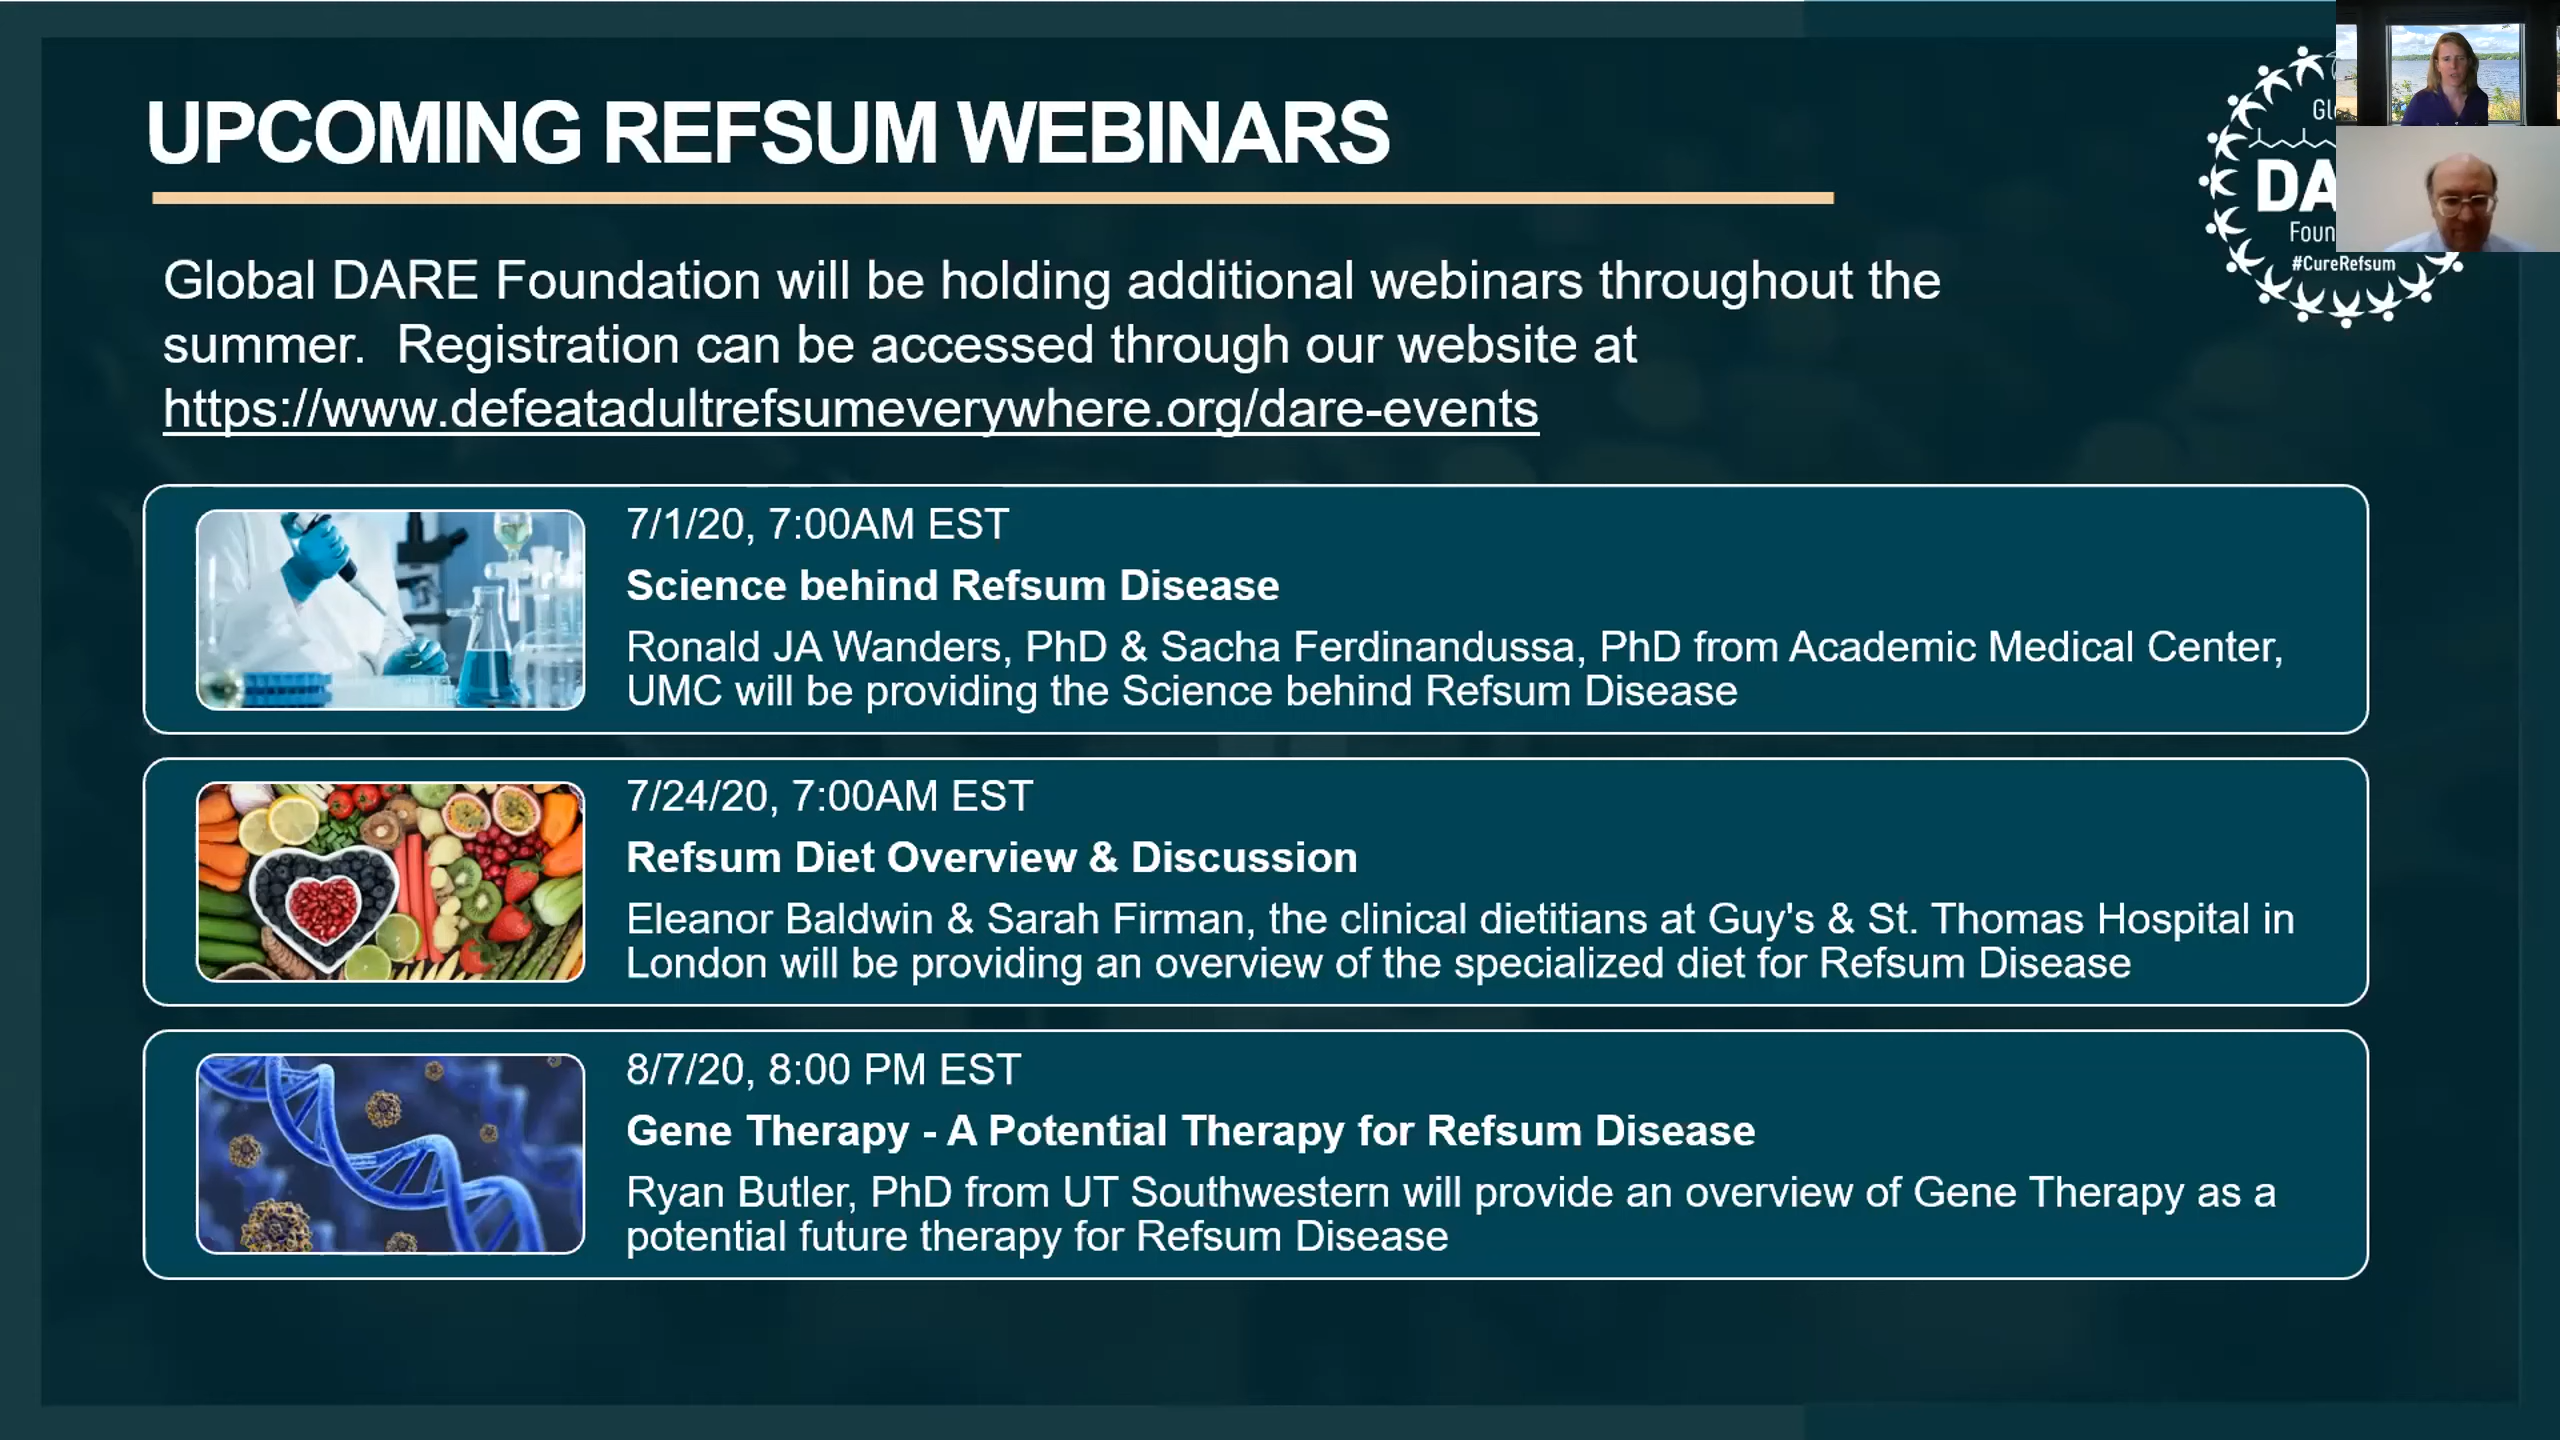 UPCOMING REFSUM WEBINARS
Global DARE Foundation will be holding additional webinars throughout the
summer.  Registration can be accessed through our website at
https://www.defeatadultrefsumeverywhere.org/dare-events
#CureRefsum
7/1/20, 7:00AM EST
Science behind Refsum Disease
Ronald JA Wanders, PhD & Sacha Ferdinandussa, PhD from Academic Medical Center,
UMC will be providing the Science behind Refsum Disease
7/24/20, 7:00AM EST
Refsum Diet Overview & Discussion
Eleanor Baldwin & Sarah Firman, the clinical dietitians at Guy's & St. Thomas Hospital in
London will be providing an overview of the specialized diet for Refsum Disease
8/7/20, 8:00 PM EST
Gene Therapy - A Potential Therapy for Refsum Disease
Ryan Butler, PhD from UT Southwestern will provide an overview of Gene Therapy as a
potential future therapy for Refsum Disease